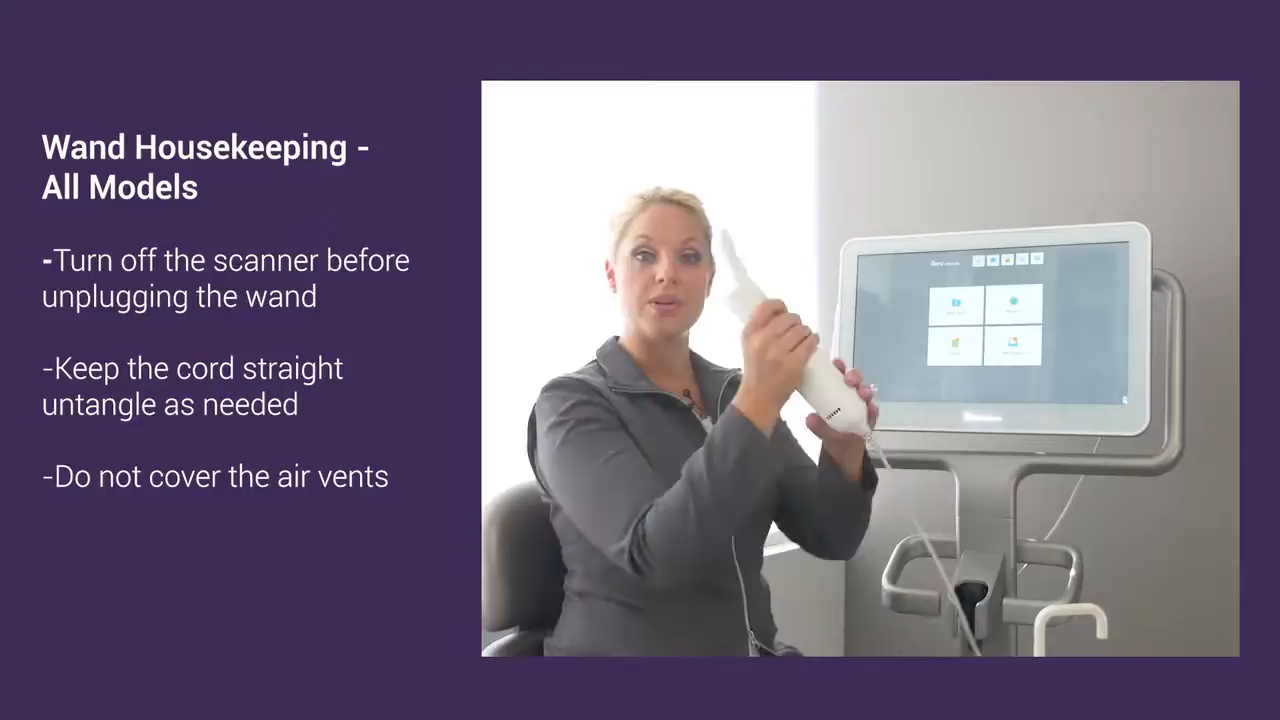 Wand Housekeeping -
All Models
-Turn off the scanner before
unplugging the wand
-Keep the cord straight
untangle as needed
-Do not cover the air vents